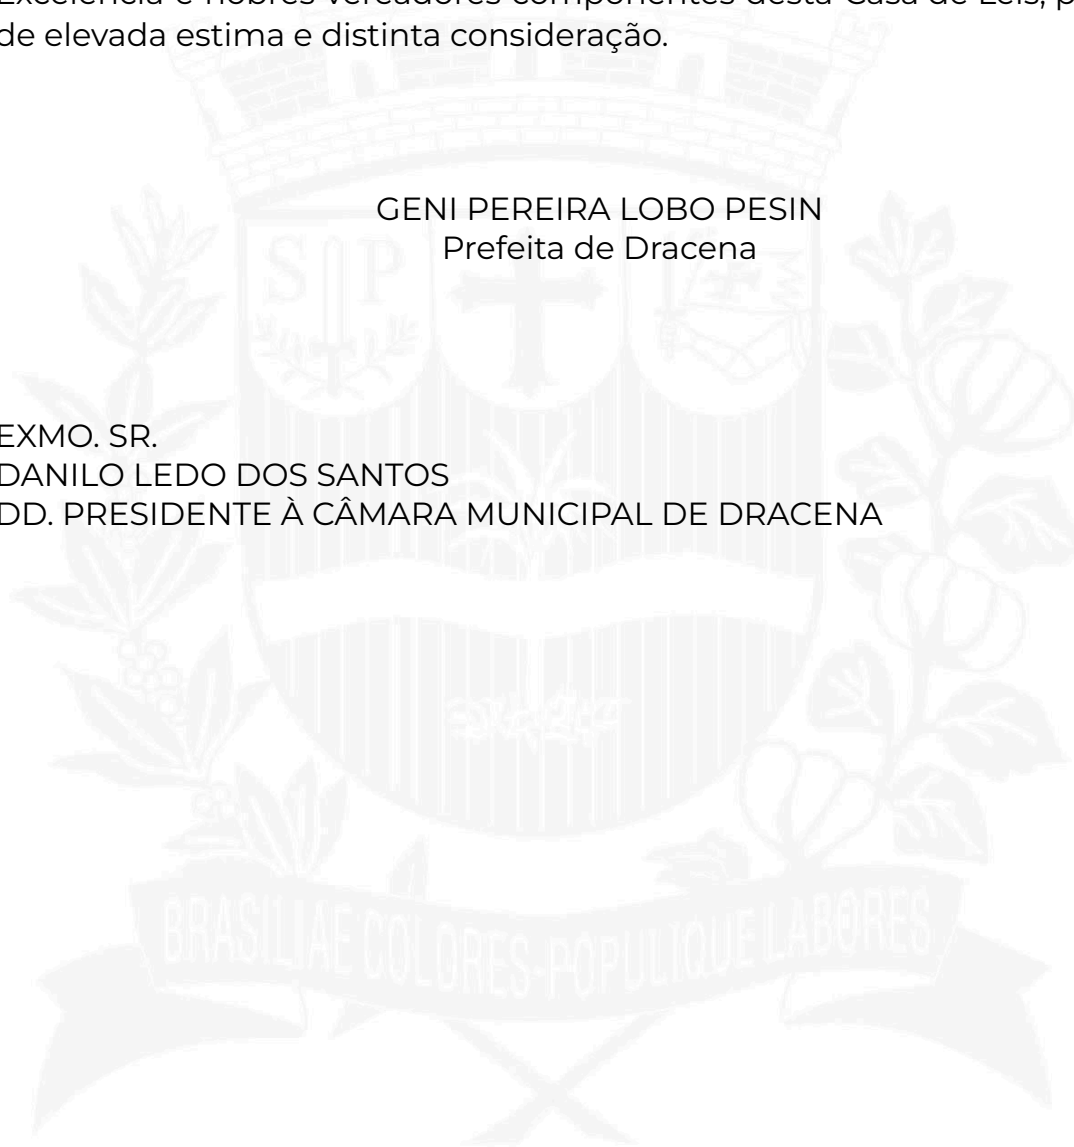 Excelência e nobres vereadores componentes desta Casa de Leis, p
de elevada estima e distinta consideração.
GENI PEREIRA LOBO PESIN
Prefeita de Dracena
S P
EXMO. SR.
DANILO LEDO DOS SANTOS
DD. PRESIDENTE À CÂMARA MUNICIPAL DE DRACENA
BRASILIAE COLORES-POPULIQUE LABORES